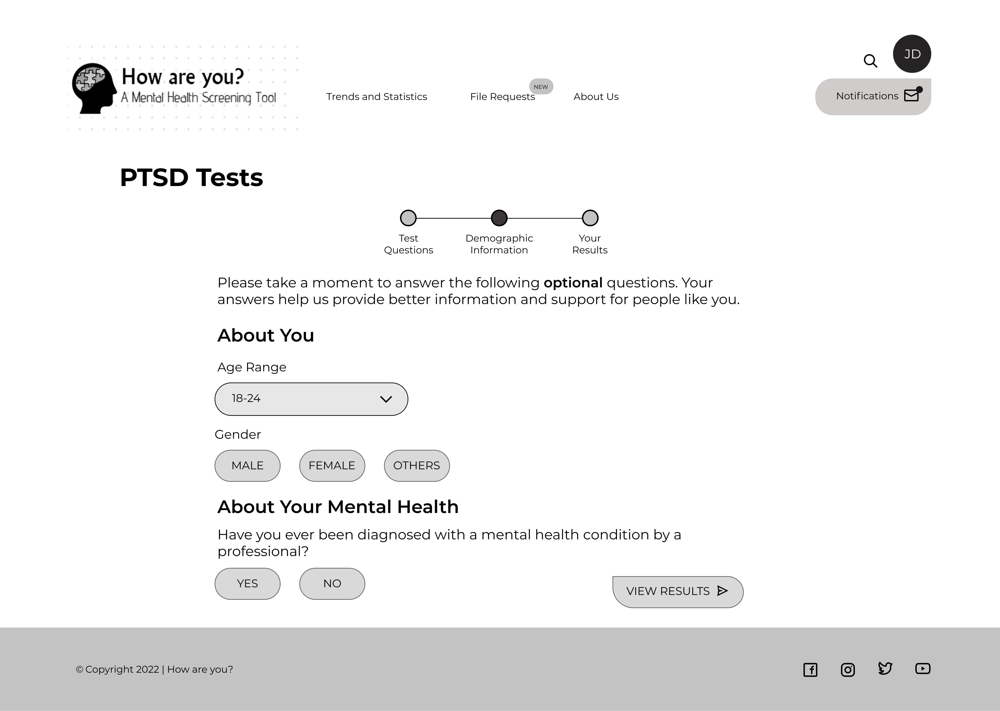 JD
How are you?
A Mental Health Screening Tool
Trends and Statistics
File Requests
NEW
About Us
Notifications
PTSD Tests
Test
Questions
Demographic
Information
Your
Results
Please take a moment to answer the following optional questions. Your
answers help us provide better information and support for people like you.
About You
Age Range
18-24
Gender
MALE
FEMALE
OTHERS
About Your Mental Health
Have you ever been diagnosed with a mental health condition by a
professional?
YES
NO
VIEW RESULTS
© Copyright 2022 | How are you?